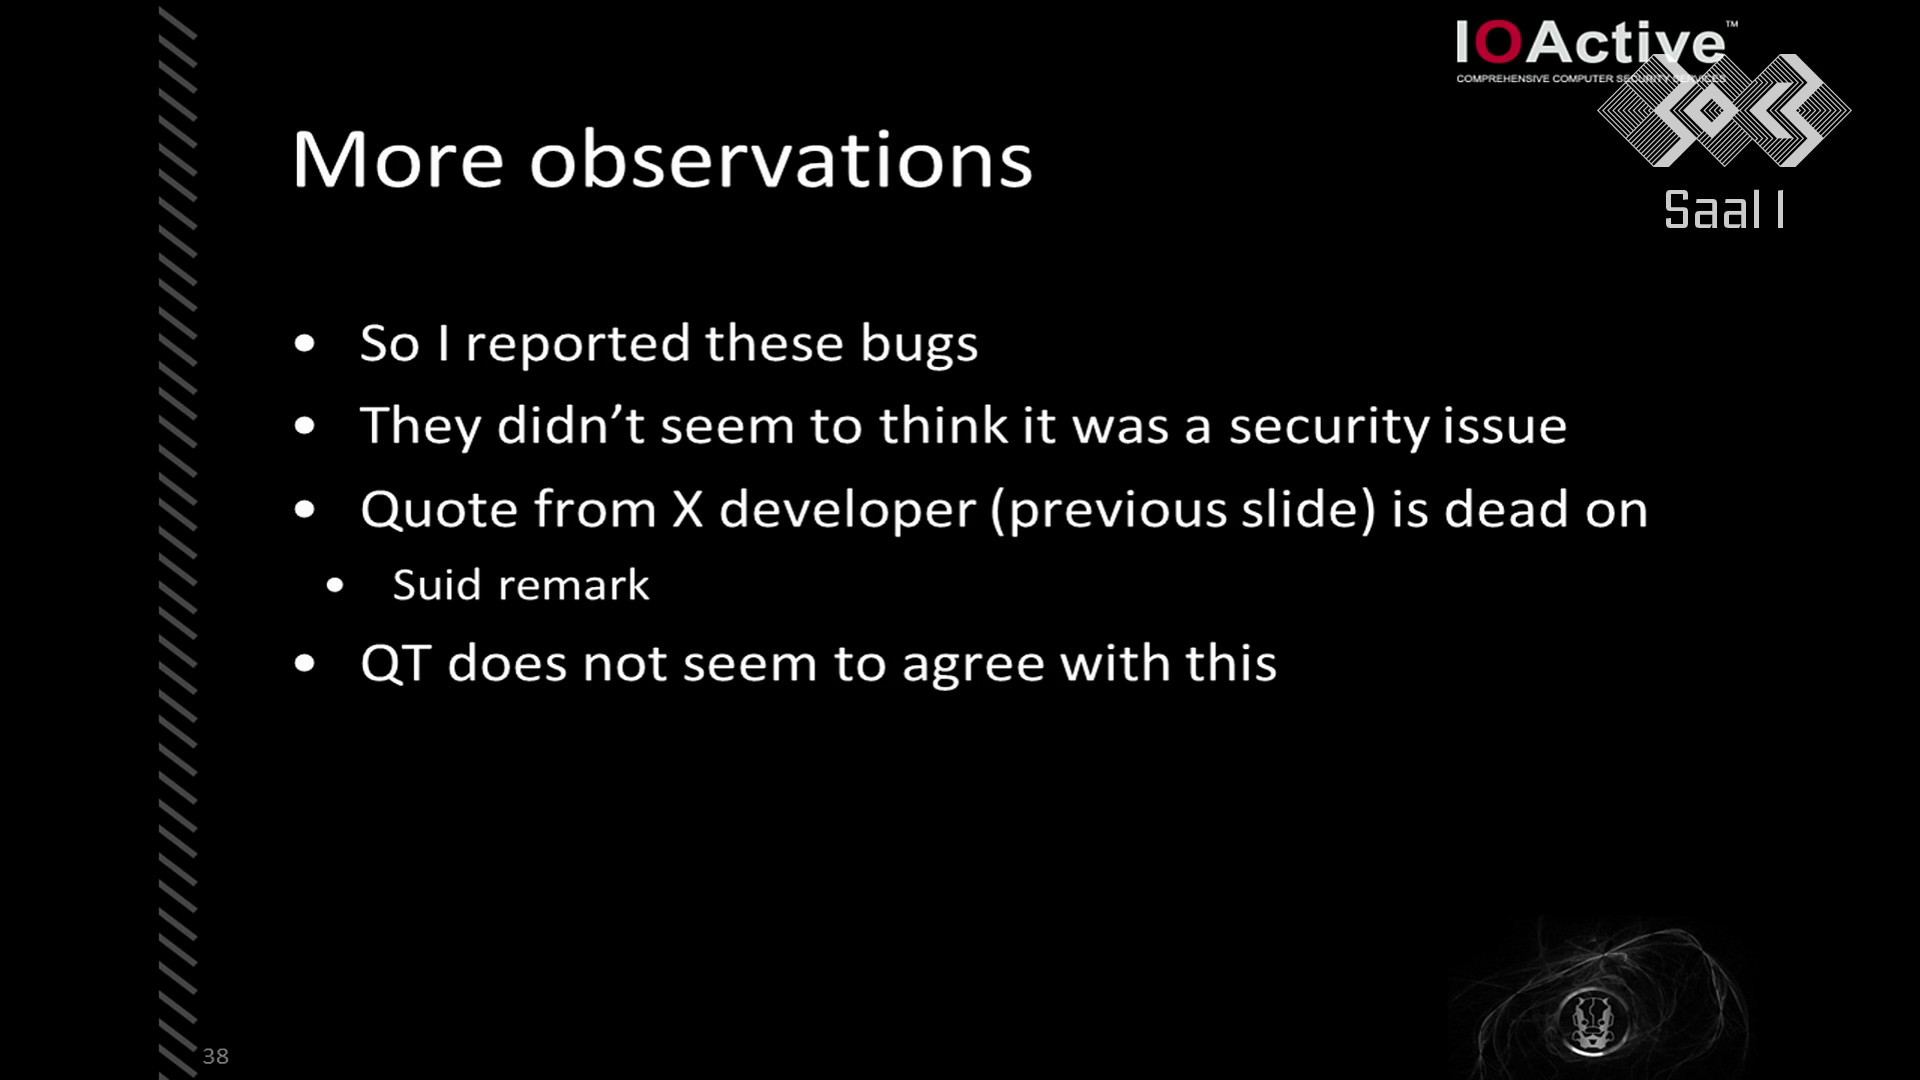 IOActive™
COMPREHENSIVE COMPUTER SECURITY SERVICES
Saal 1
More observations
• So I reported these bugs
• They didn’t seem to think it was a security issue
• Quote from X developer (previous slide) is dead on
• Suid remark
• QT does not seem to agree with this
38